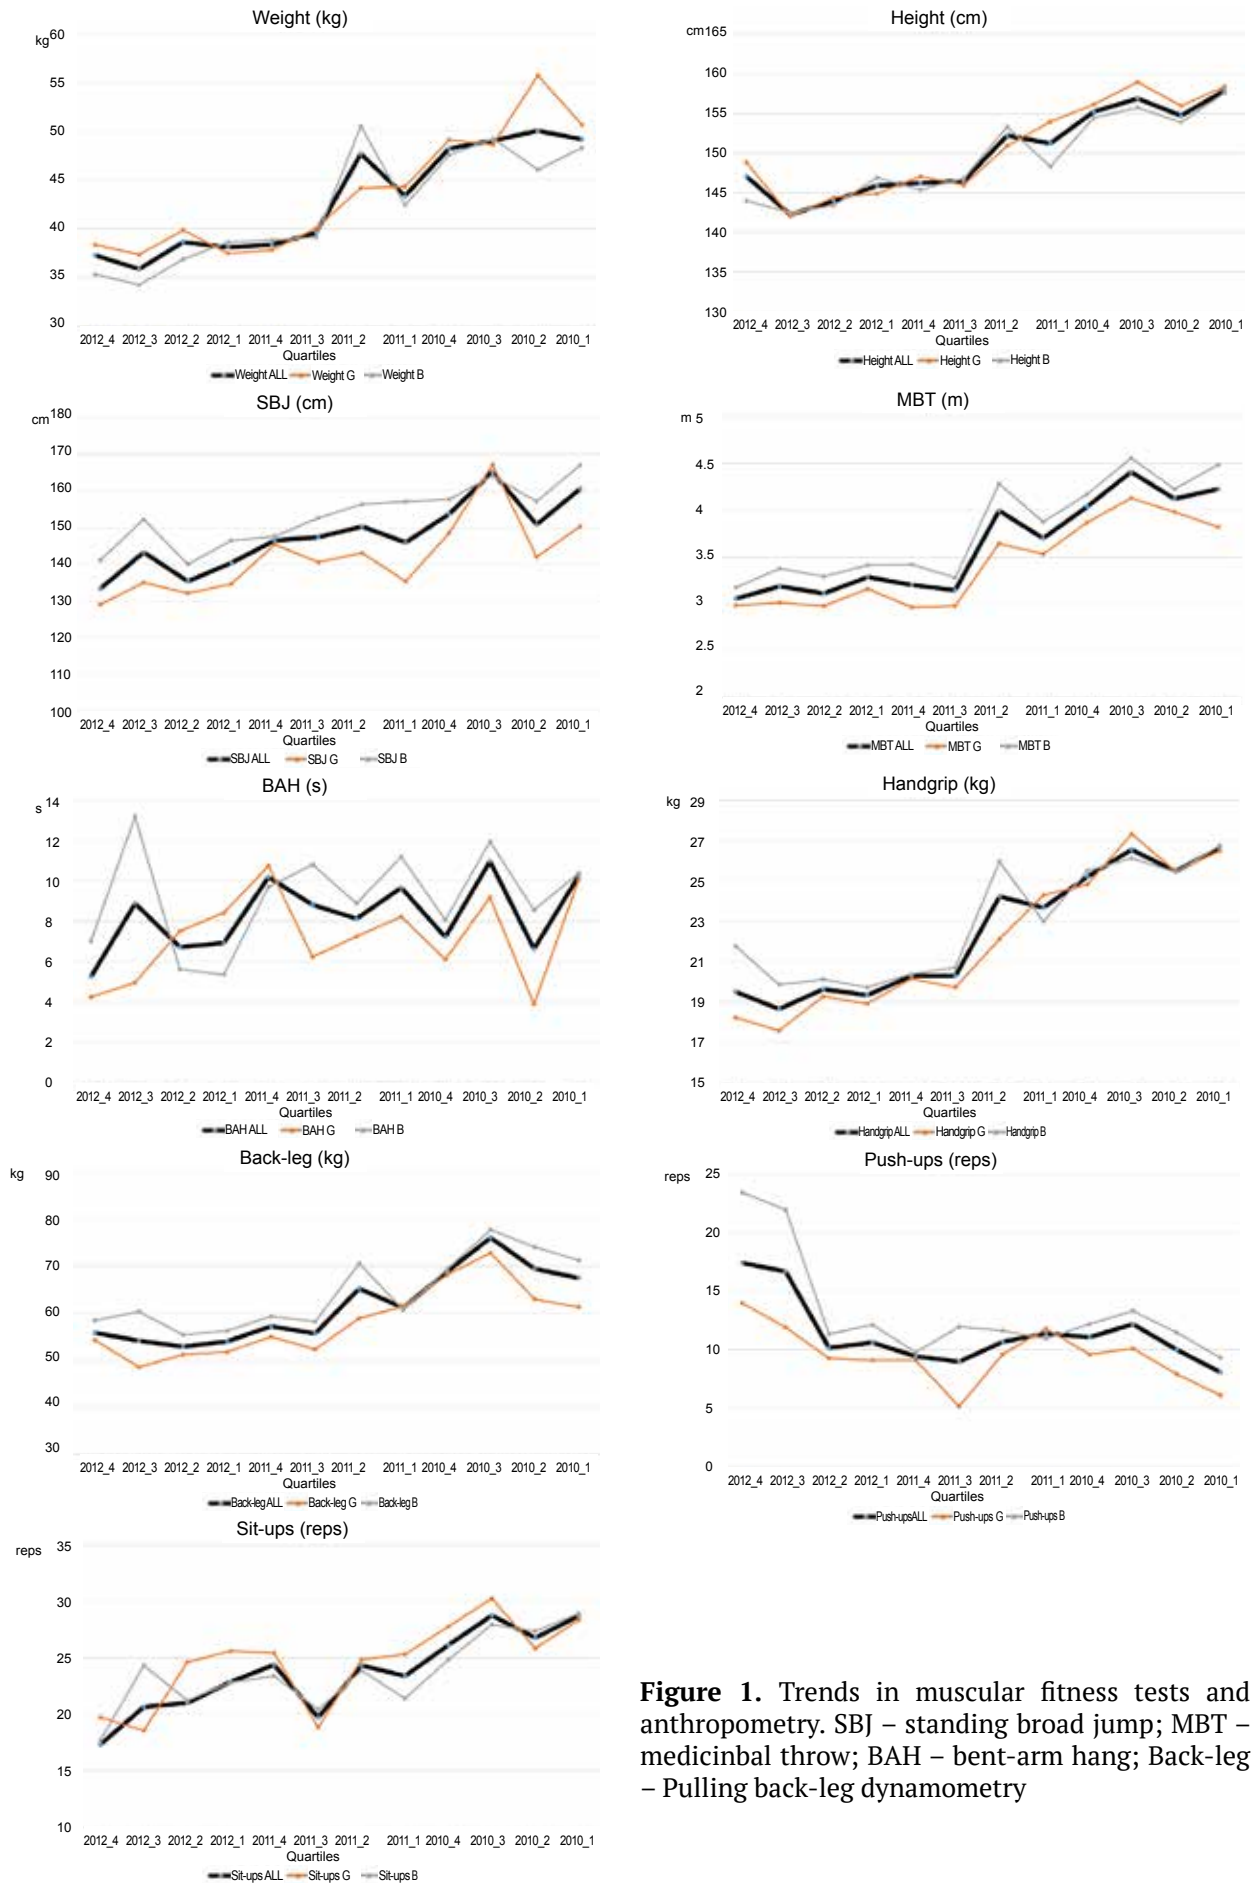 Weight (kg)
kg 60
55
50
45
40
35
30
2012_4 2012_3 2012_2 2012_1 2011_4 2011_3 2011_2 2011_1 2010_4 2010_3 2010_2 2010_1
Quartiles
Weight ALL Weight G Weight B
Height (cm)
cm 165
160
155
150
145
140
135
130
2012_4 2012_3 2012_2 2012_1 2011_4 2011_3 2011_2 2011_1 2010_4 2010_3 2010_2 2010_1
Quartiles
Height ALL Height G Height B
SBJ (cm)
cm 180
170
160
150
140
130
120
110
100
2012_4 2012_3 2012_2 2012_1 2011_4 2011_3 2011_2 2011_1 2010_4 2010_3 2010_2 2010_1
Quartiles
SBJ ALL SBJ G SBJ B
MBT (m)
m 5
4.5
4
3.5
3
2.5
2
2012_4 2012_3 2012_2 2012_1 2011_4 2011_3 2011_2 2011_1 2010_4 2010_3 2010_2 2010_1
Quartiles
MBT ALL MBT G MBT B
BAH (s)
s 14
12
10
8
6
4
2
0
2012_4 2012_3 2012_2 2012_1 2011_4 2011_3 2011_2 2011_1 2010_4 2010_3 2010_2 2010_1
Quartiles
BAH ALL BAH G BAH B
Handgrip (kg)
kg 29
27
25
23
21
19
17
15
2012_4 2012_3 2012_2 2012_1 2011_4 2011_3 2011_2 2011_1 2010_4 2010_3 2010_2 2010_1
Quartiles
Handgrip ALL Handgrip G Handgrip B
Back-leg (kg)
kg 90
80
70
60
50
40
30
2012_4 2012_3 2012_2 2012_1 2011_4 2011_3 2011_2 2011_1 2010_4 2010_3 2010_2 2010_1
Quartiles
Back-leg ALL Back-leg G Back-leg B
Push-ups (reps)
reps 25
20
15
10
5
0
2012_4 2012_3 2012_2 2012_1 2011_4 2011_3 2011_2 2011_1 2010_4 2010_3 2010_2 2010_1
Quartiles
Push-upsALL Push-ups G Push-ups B
Sit-ups (reps)
reps 35
30
25
20
15
10
2012_4 2012_3 2012_2 2012_1 2011_4 2011_3 2011_2 2011_1 2010_4 2010_3 2010_2 2010_1
Quartiles
Sit-ups ALL Sit-ups G Sit-ups B
Figure 1. Trends in muscular fitness tests and
anthropometry. SBJ – standing broad jump; MBT –
medicinbal throw; BAH – bent-arm hang; Back-leg
– Pulling back-leg dynamometry